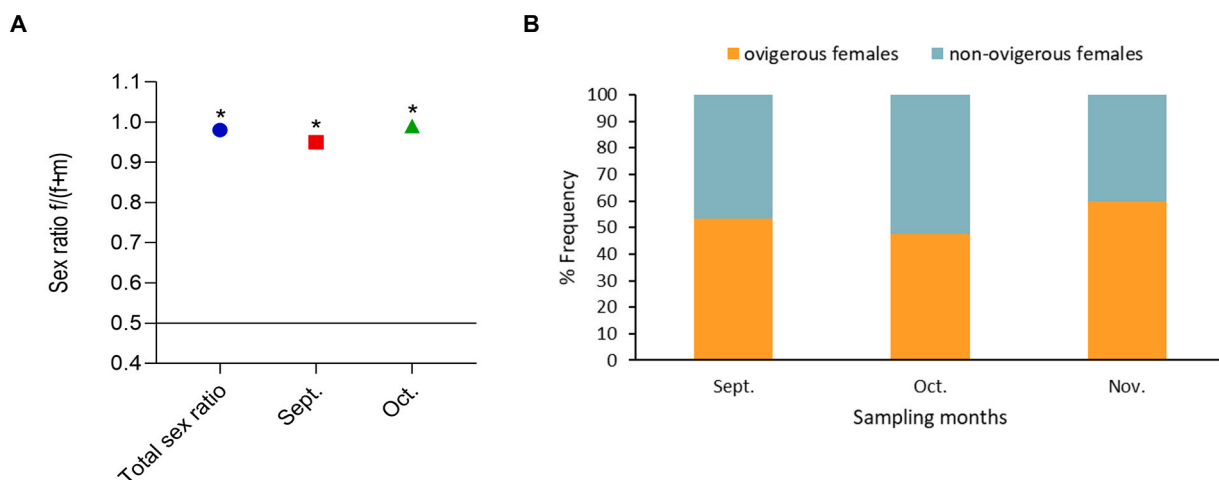 A
Sex ratio f/(f+m)
1.1
1.0
0.9
0.8
0.7
0.6
0.5
0.4
*
*
*
Total sex ratio
Sept.
Oct.
B
ovigerous females non-ovigerous females
% Frequency
100
90
80
70
60
50
40
30
20
10
0
Sept. Oct. Nov.
Sampling months